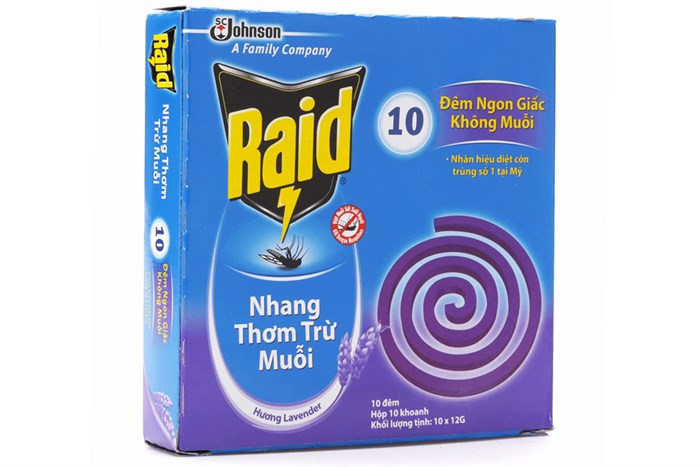 SC Johnson
A Family Company
Raid
®
10
Đêm Ngon Giấc
Không Muỗi
· Nhãn hiệu diệt côn
trùng số 1 tại Mỹ
Nhang
Thơm Trừ
Muỗi
Hương Lavender
10 đêm
Hộp 10 khoanh
Khối lượng tịnh: 10 x 12G
Raid
Nhang Thơm
Trừ Muỗi
10
Đêm Ngon Giấc
Không Muỗi